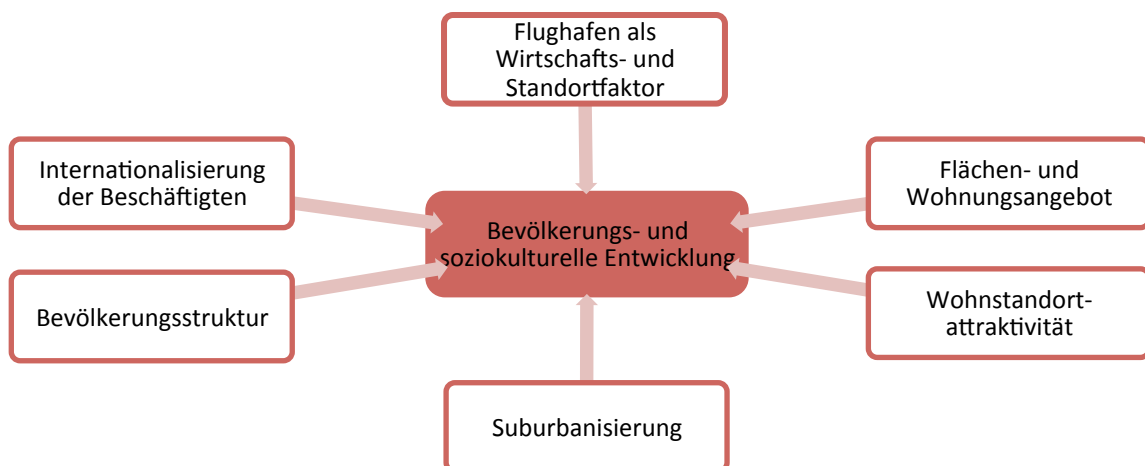 Flughafen als
Wirtschafts- und
Standortfaktor
Internationalisierung
der Beschäftigten
Flächen- und
Wohnungsangebot
Bevölkerungs- und
soziokulturelle Entwicklung
Bevölkerungsstruktur
Wohnstandort-
attraktivität
Suburbanisierung